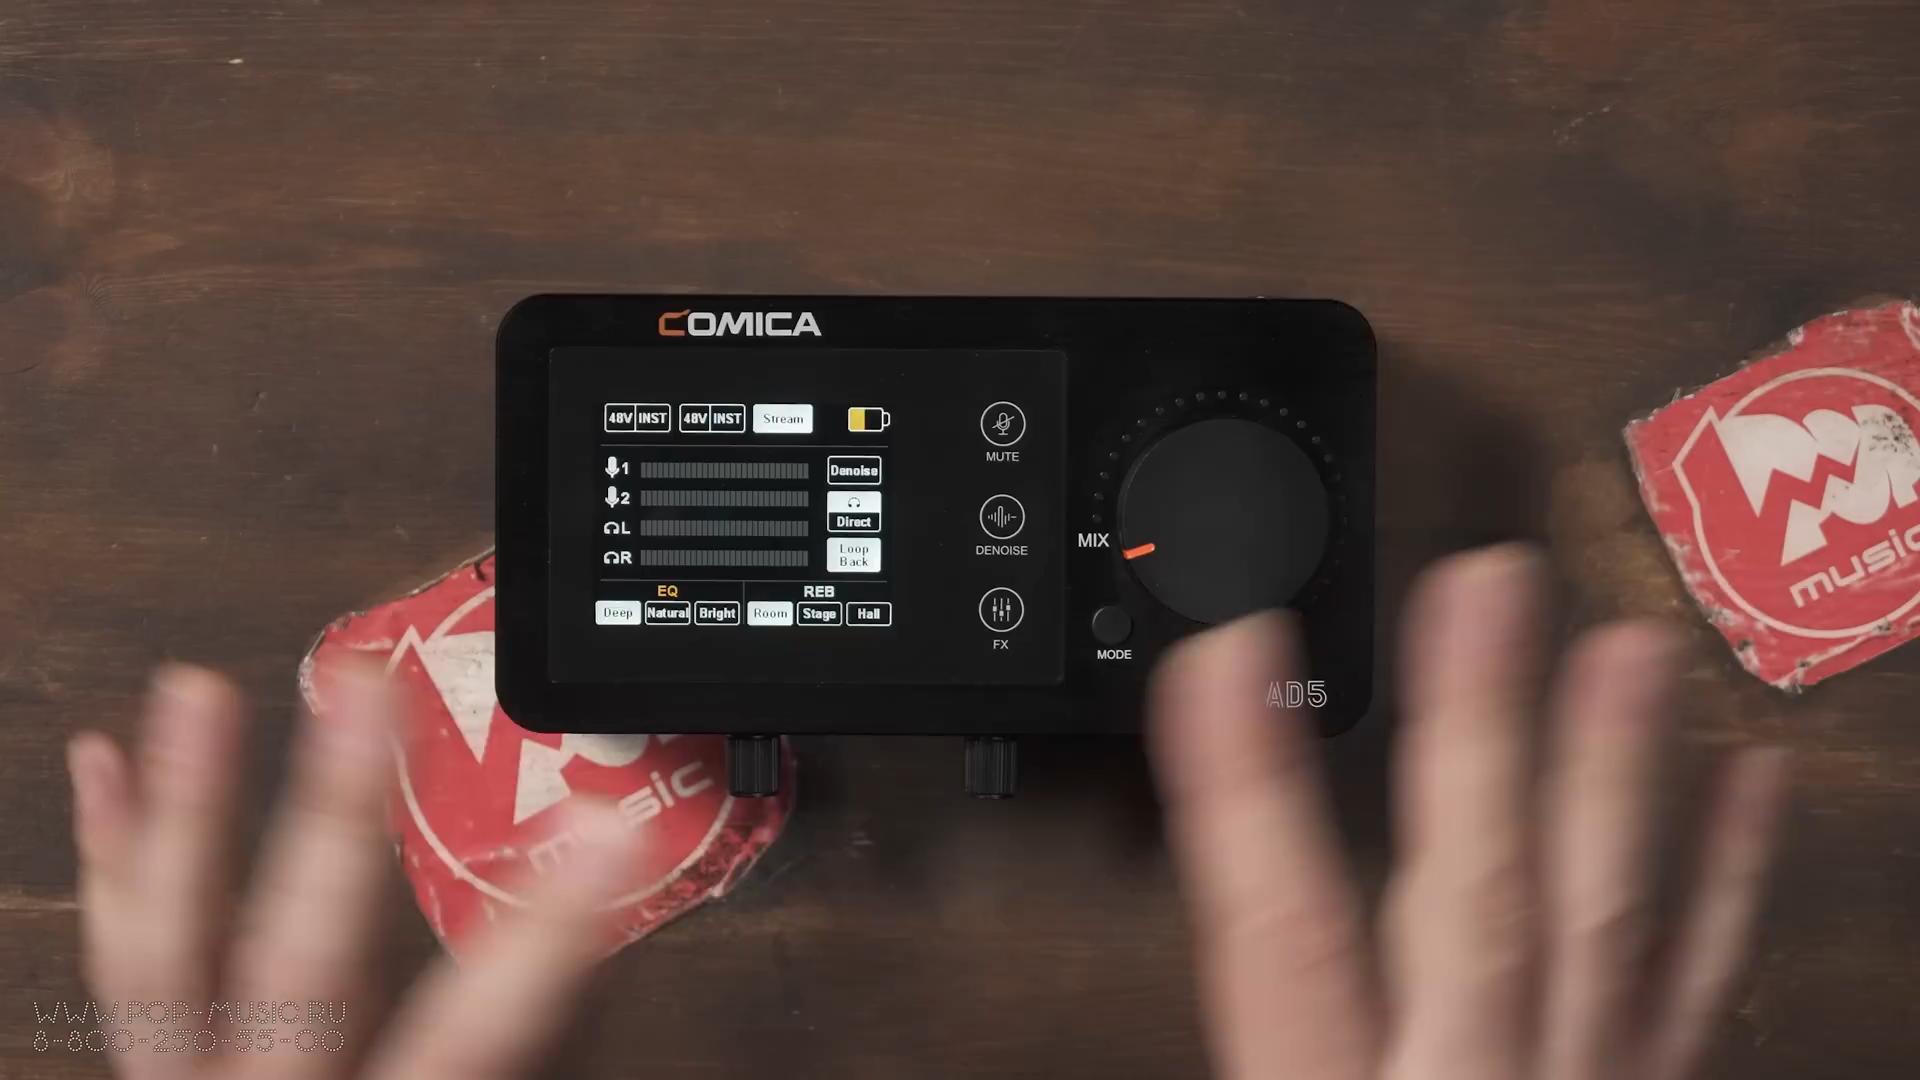 COMICA
48V INST 48V INST Stream
1
2
L
R
Denoise
Direct
Loop
Back
EQ REB
Deep Natural Bright Room Stage Hall
MUTE
DENOISE
FX
MIX
MODE
AD5
POP
music
music
WWW.POP-MUSIC.RU
8-800-250-55-00